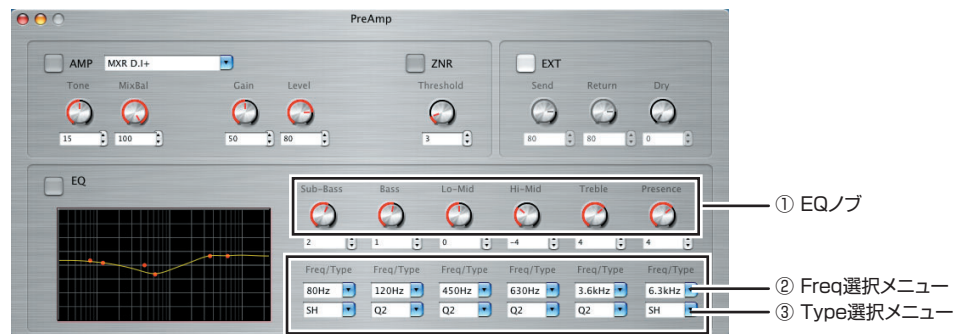 PreAmp
AMP MXR D.I+ ZNR EXT
Tone MixBal Gain Level Threshold Send Return Dry
15 100 50 80 3 80 80 0
EQ
Sub-Bass Bass Lo-Mid Hi-Mid Treble Presence
① EQノブ
2 1 0 -4 4 4
Freq/Type Freq/Type Freq/Type Freq/Type Freq/Type Freq/Type
80Hz 120Hz 450Hz 630Hz 3.6kHz 6.3kHz
② Freq選択メニュー
SH Q2 Q2 Q2 Q2 SH
③ Type選択メニュー